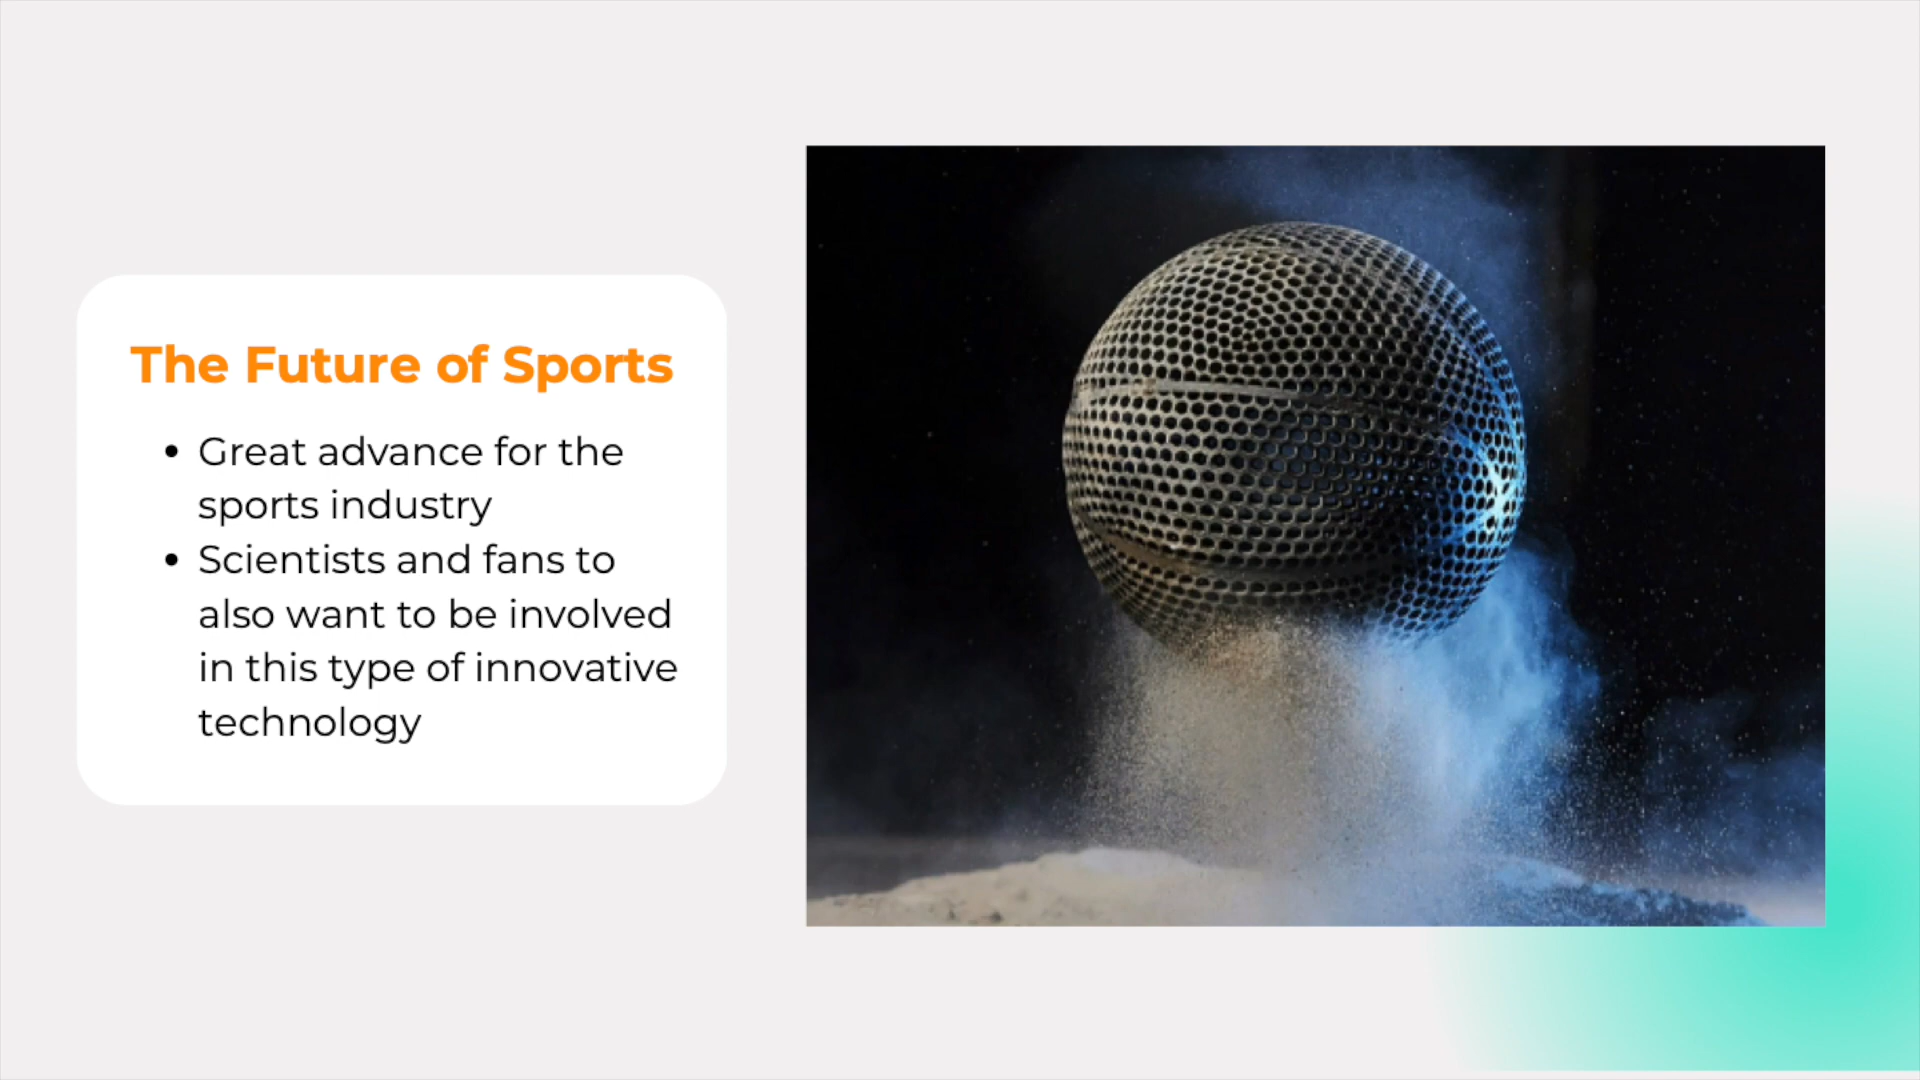 The Future of Sports
• Great advance for the
sports industry
• Scientists and fans to
also want to be involved
in this type of innovative
technology